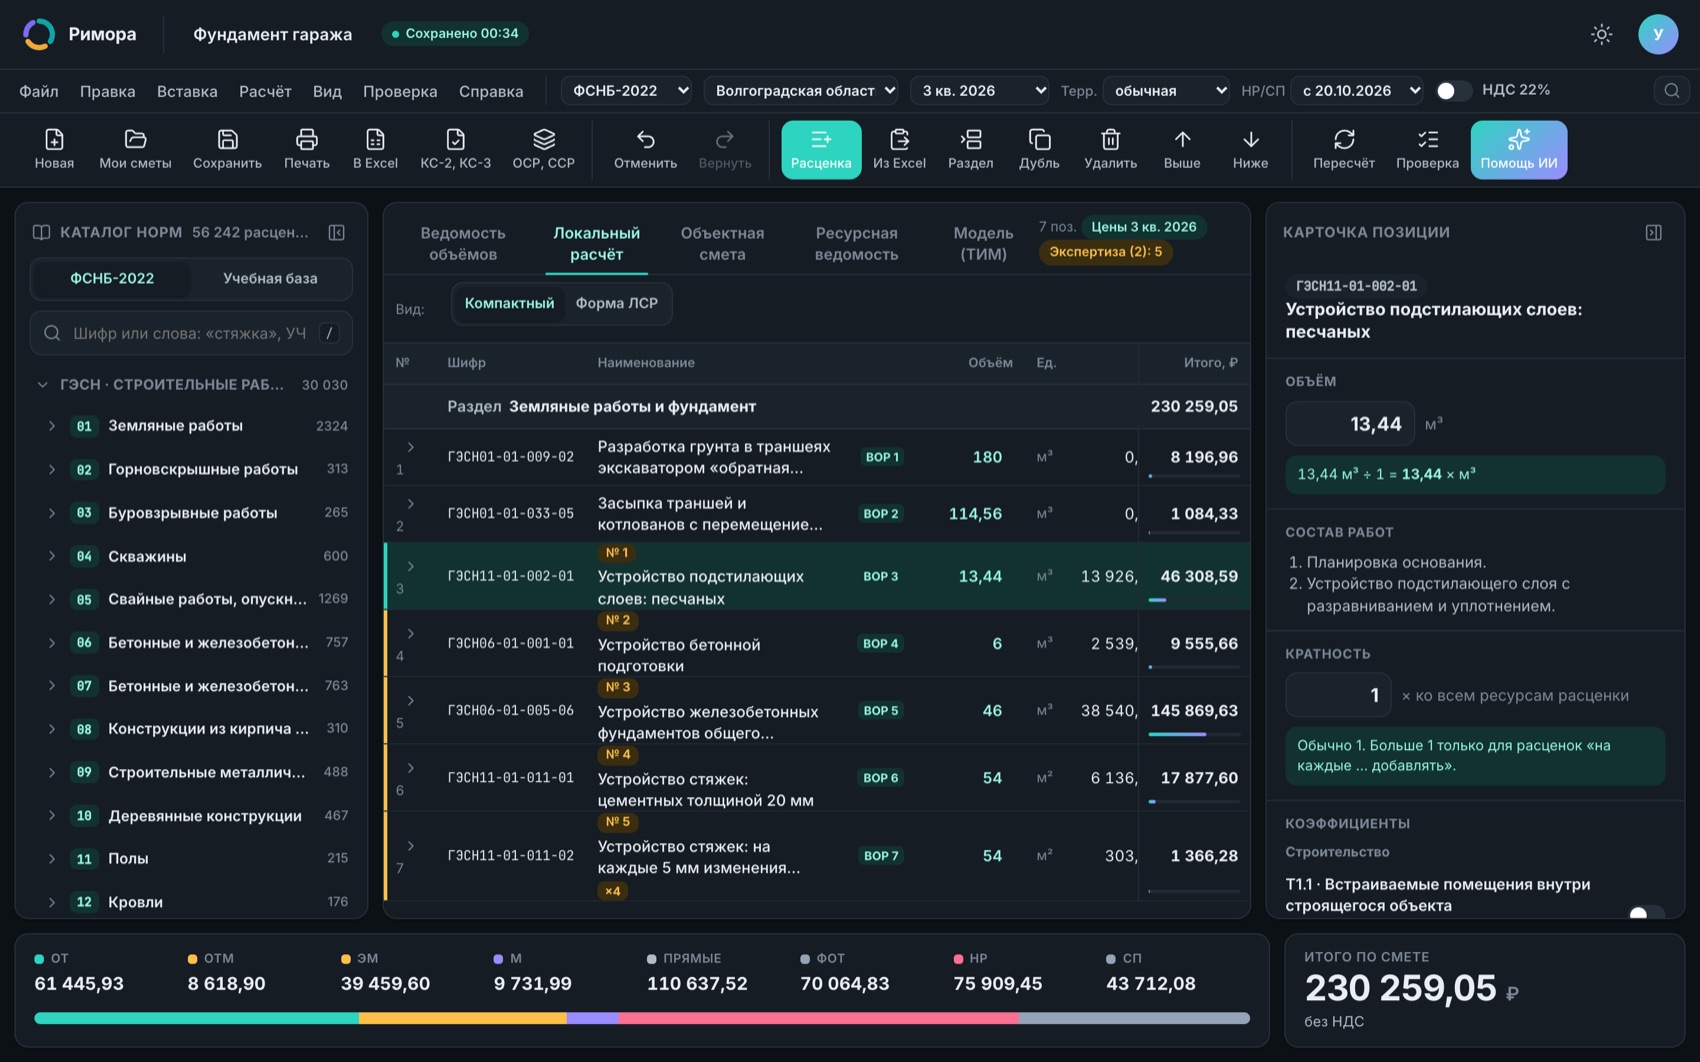 Римора
Фундамент гаража
Сохранено 00:34
У
Файл Правка Вставка Расчёт Вид Проверка Справка
ФСНБ-2022
Волгоградская област
3 кв. 2026
Терр.
обычная
НР/СП
с 20.10.2026
НДС 22%
Новая
Мои сметы
Сохранить
Печать
В Excel
КС-2, КС-3
ОСР, ССР
Отменить
Вернуть
Расценка
Из Excel
Раздел
Дубль
Удалить
Выше
Ниже
Пересчёт
Проверка
Помощь ИИ
КАТАЛОГ НОРМ 56 242 расцен...
ФСНБ-2022
Учебная база
Шифр или слова: «стяжка», УЧ /
ГЭСН · СТРОИТЕЛЬНЫЕ РАБ... 30 030
01 Земляные работы 2324
02 Горновскрышные работы 313
03 Буровзрывные работы 265
04 Скважины 600
05 Свайные работы, опускн... 1269
06 Бетонные и железобетон... 757
07 Бетонные и железобетон... 763
08 Конструкции из кирпича ... 310
09 Строительные металлич... 488
10 Деревянные конструкции 467
11 Полы 215
12 Кровли 176
Ведомость объёмов
Локальный расчёт
Объектная смета
Ресурсная ведомость
Модель (ТИМ)
7 поз. Цены 3 кв. 2026
Экспертиза (2): 5
Вид:
Компактный
Форма ЛСР
№ Шифр Наименование Объём Ед. Итого, ₽
Раздел Земляные работы и фундамент 230 259,05
1 ГЭСН01-01-009-02 Разработка грунта в траншеях экскаватором «обратная... ВОР 1 180 м³ 0, 8 196,96
2 ГЭСН01-01-033-05 Засыпка траншей и котлованов с перемещение... ВОР 2 114,56 м³ 0, 1 084,33
№ 1
3 ГЭСН11-01-002-01 Устройство подстилающих слоев: песчаных ВОР 3 13,44 м³ 13 926, 46 308,59
№ 2
4 ГЭСН06-01-001-01 Устройство бетонной подготовки ВОР 4 6 м³ 2 539, 9 555,66
№ 3
5 ГЭСН06-01-005-06 Устройство железобетонных фундаментов общего... ВОР 5 46 м³ 38 540, 145 869,63
№ 4
6 ГЭСН11-01-011-01 Устройство стяжек: цементных толщиной 20 мм ВОР 6 54 м² 6 136, 17 877,60
№ 5
7 ГЭСН11-01-011-02 Устройство стяжек: на каждые 5 мм изменения... ВОР 7 54 м² 303, 1 366,28
×4
КАРТОЧКА ПОЗИЦИИ
ГЭСН11-01-002-01
Устройство подстилающих слоев:
песчаных
ОБЪЁМ
13,44 м³
13,44 м³ ÷ 1 = 13,44 × м³
СОСТАВ РАБОТ
1. Планировка основания.
2. Устройство подстилающего слоя с
разравниванием и уплотнением.
КРАТНОСТЬ
1 × ко всем ресурсам расценки
Обычно 1. Больше 1 только для расценок «на
каждые ... добавлять».
КОЭФФИЦИЕНТЫ
Строительство
Т1.1 · Встраиваемые помещения внутри
строящегося объекта
ОТ ОТМ ЭМ М ПРЯМЫЕ ФОТ НР СП
61 445,93 8 618,90 39 459,60 9 731,99 110 637,52 70 064,83 75 909,45 43 712,08
ИТОГО ПО СМЕТЕ
230 259,05 ₽
без НДС